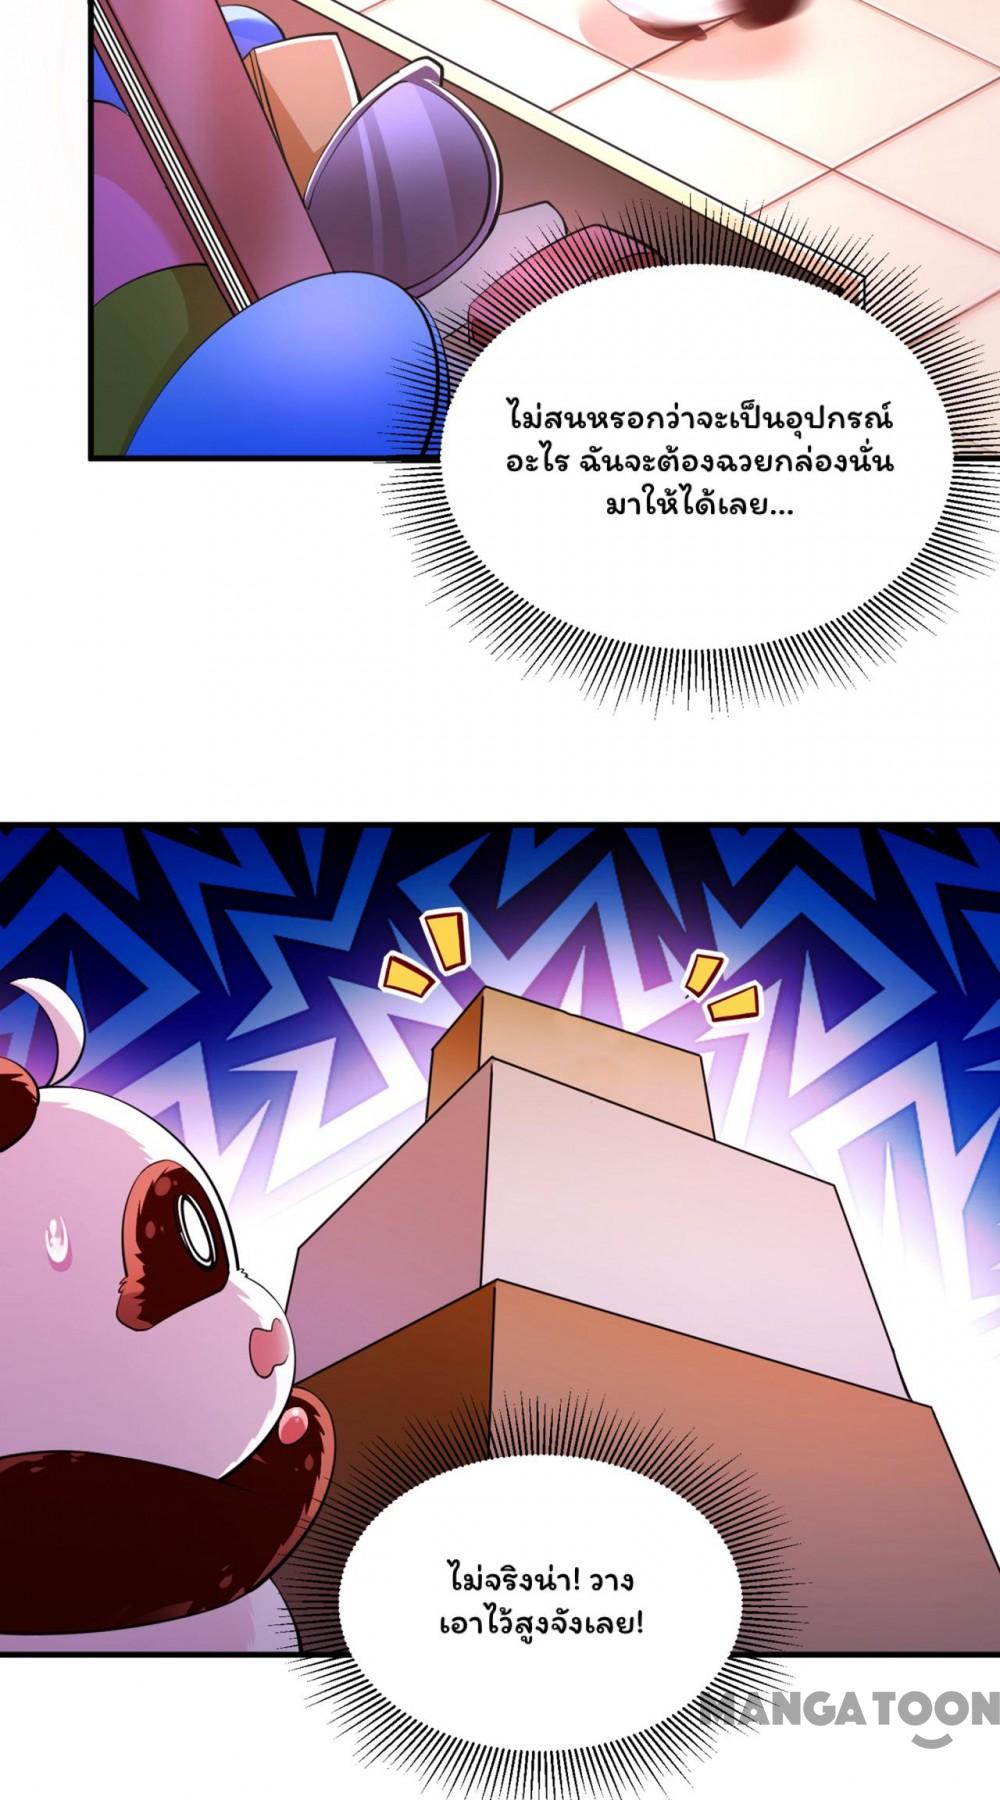 ไม่สนหรอกว่าจะเป็นอุปกรณ์
อะไร ฉันจะต้องฉวยกล่องนั่น
มาให้ได้เลย...
ไม่จริงน่า! วาง
เอาไว้สูงจังเลย!
MANGA TOON